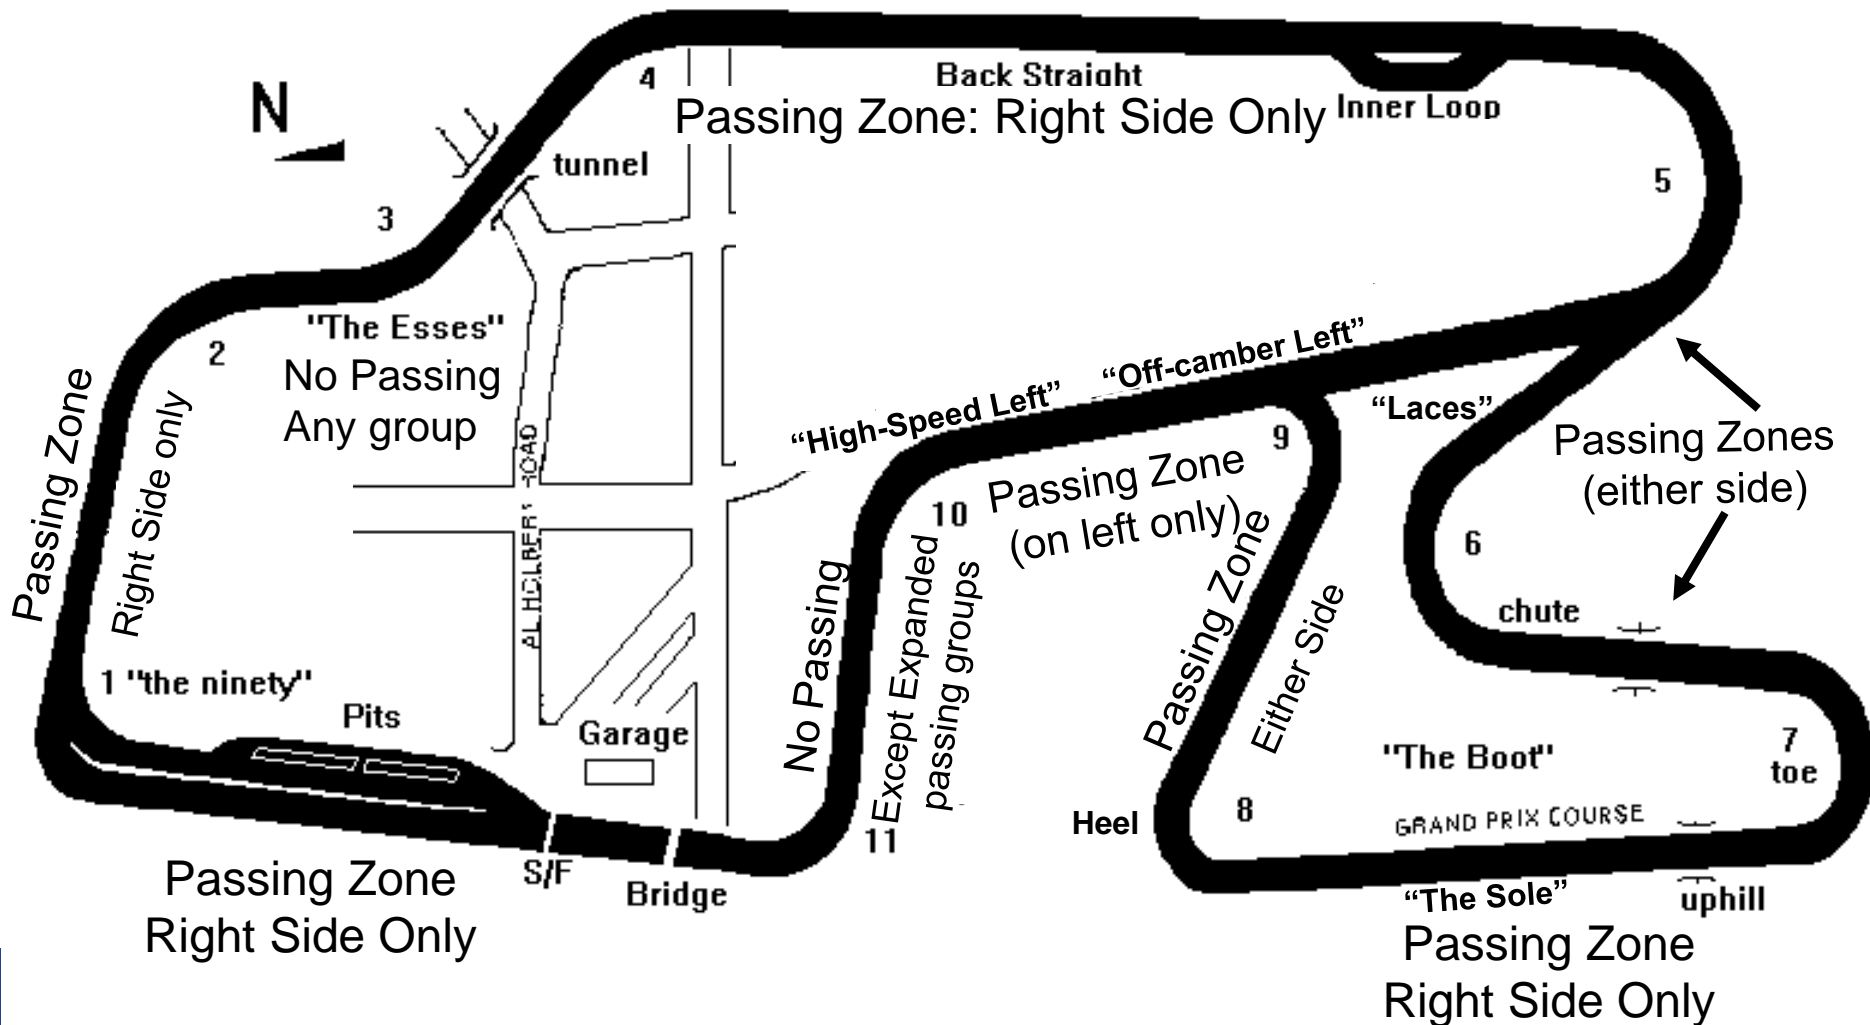 N
4
Back Straight
Passing Zone: Right Side Only
Inner Loop
tunnel
3
5
"The Esses"
No Passing
Any group
2
Passing Zone
Right Side only
“High-Speed Left”
“Off-camber Left”
“Laces”
9
Passing Zone
(on left only)
10
Passing Zones
(either side)
6
chute
AL HOLBERT ROAD
No Passing
Except Expanded
passing groups
Passing Zone
Either Side
1 "the ninety"
Pits
Garage
"The Boot"
7
toe
Heel
8
GRAND PRIX COURSE
11
S/F
Bridge
“The Sole”
uphill
Passing Zone
Right Side Only
Passing Zone
Right Side Only